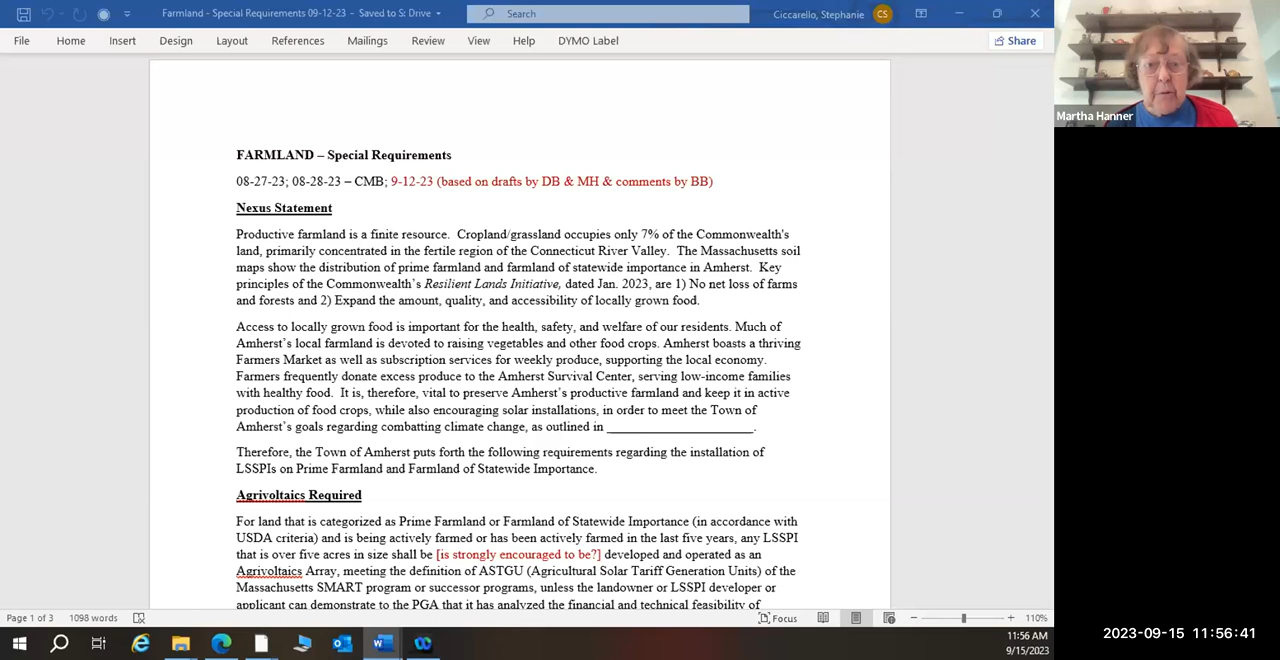 Farmland - Special Requirements 09-12-23 - Saved to S: Drive
Search
Ciccarello, Stephanie
CS
File Home Insert Design Layout References Mailings Review View Help DYMO Label
Share
FARMLAND – Special Requirements
08-27-23; 08-28-23 – CMB; 9-12-23 (based on drafts by DB & MH & comments by BB)
Nexus Statement
Productive farmland is a finite resource. Cropland/grassland occupies only 7% of the Commonwealth's
land, primarily concentrated in the fertile region of the Connecticut River Valley. The Massachusetts soil
maps show the distribution of prime farmland and farmland of statewide importance in Amherst. Key
principles of the Commonwealth's Resilient Lands Initiative, dated Jan. 2023, are 1) No net loss of farms
and forests and 2) Expand the amount, quality, and accessibility of locally grown food.
Access to locally grown food is important for the health, safety, and welfare of our residents. Much of
Amherst's local farmland is devoted to raising vegetables and other food crops. Amherst boasts a thriving
Farmers Market as well as subscription services for weekly produce, supporting the local economy.
Farmers frequently donate excess produce to the Amherst Survival Center, serving low-income families
with healthy food. It is, therefore, vital to preserve Amherst's productive farmland and keep it in active
production of food crops, while also encouraging solar installations, in order to meet the Town of
Amherst's goals regarding combatting climate change, as outlined in ______________________.
Therefore, the Town of Amherst puts forth the following requirements regarding the installation of
LSSPIs on Prime Farmland and Farmland of Statewide Importance.
Agrivoltaics Required
For land that is categorized as Prime Farmland or Farmland of Statewide Importance (in accordance with
USDA criteria) and is being actively farmed or has been actively farmed in the last five years, any LSSPI
that is over five acres in size shall be [is strongly encouraged to be?] developed and operated as an
Agrivoltaics Array, meeting the definition of ASTGU (Agricultural Solar Tariff Generation Units) of the
Massachusetts SMART program or successor programs, unless the landowner or LSSPI developer or
applicant can demonstrate to the PGA that it has analyzed the financial and technical feasibility of
Page 1 of 3 1098 words
Focus
110%
11:56 AM
9/15/2023
Martha Hanner
2023-09-15 11:56:41